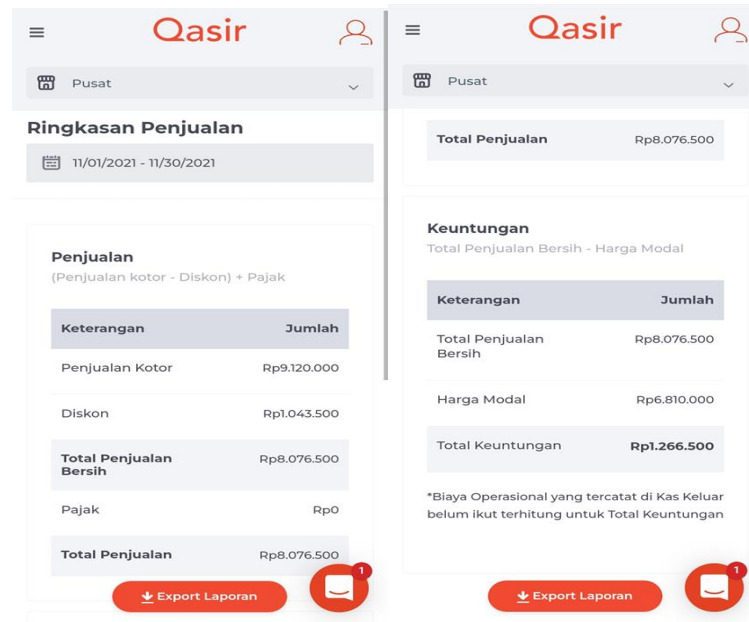 Qasir
Pusat
Ringkasan Penjualan
11/01/2021 - 11/30/2021
Penjualan
(Penjualan kotor - Diskon) + Pajak
Keterangan Jumlah
Penjualan Kotor Rp9.120.000
Diskon Rp1.043.500
Total Penjualan Rp8.076.500
Bersih
Pajak Rp0
Total Penjualan Rp8.076.500
Export Laporan
1
Qasir
Pusat
Total Penjualan Rp8.076.500
Keuntungan
Total Penjualan Bersih - Harga Modal
Keterangan Jumlah
Total Penjualan Rp8.076.500
Bersih
Harga Modal Rp6.810.000
Total Keuntungan Rp1.266.500
*Biaya Operasional yang tercatat di Kas Keluar
belum ikut terhitung untuk Total Keuntungan
Export Laporan
1